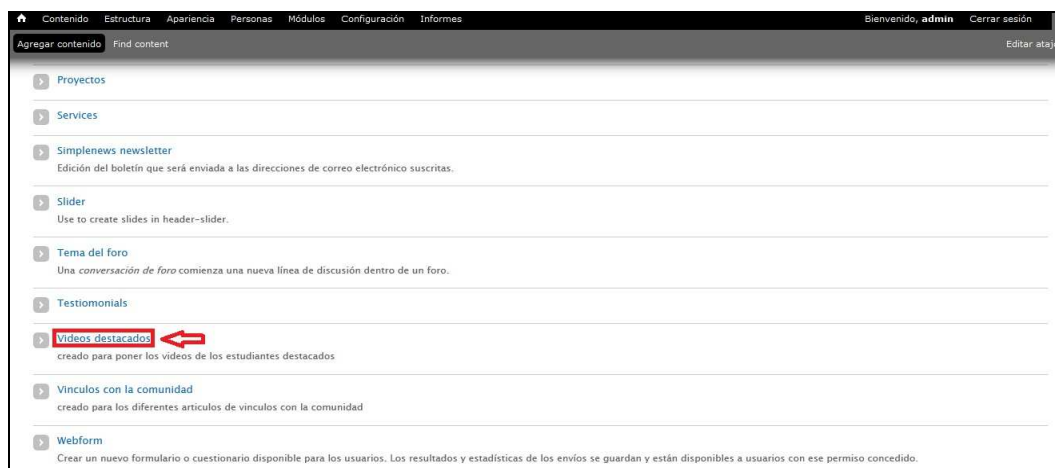 Contenido Estructura Apariencia Personas Módulos Configuración Informes Bienvenido, admin Cerrar sesión
Agregar contenido Find content Editar ataj
Proyectos
Services
Simplenews newsletter
Edición del boletín que será enviada a las direcciones de correo electrónico suscritas.
Slider
Use to create slides in header-slider.
Tema del foro
Una conversación de foro comienza una nueva línea de discusión dentro de un foro.
Testiomonials
Videos destacados
creado para poner los videos de los estudiantes destacados
Vinculos con la comunidad
creado para los diferentes articulos de vinculos con la comunidad
Webform
Crear un nuevo formulario o cuestionario disponible para los usuarios. Los resultados y estadísticas de los envíos se guardan y están disponibles a usuarios con ese permiso concedido.